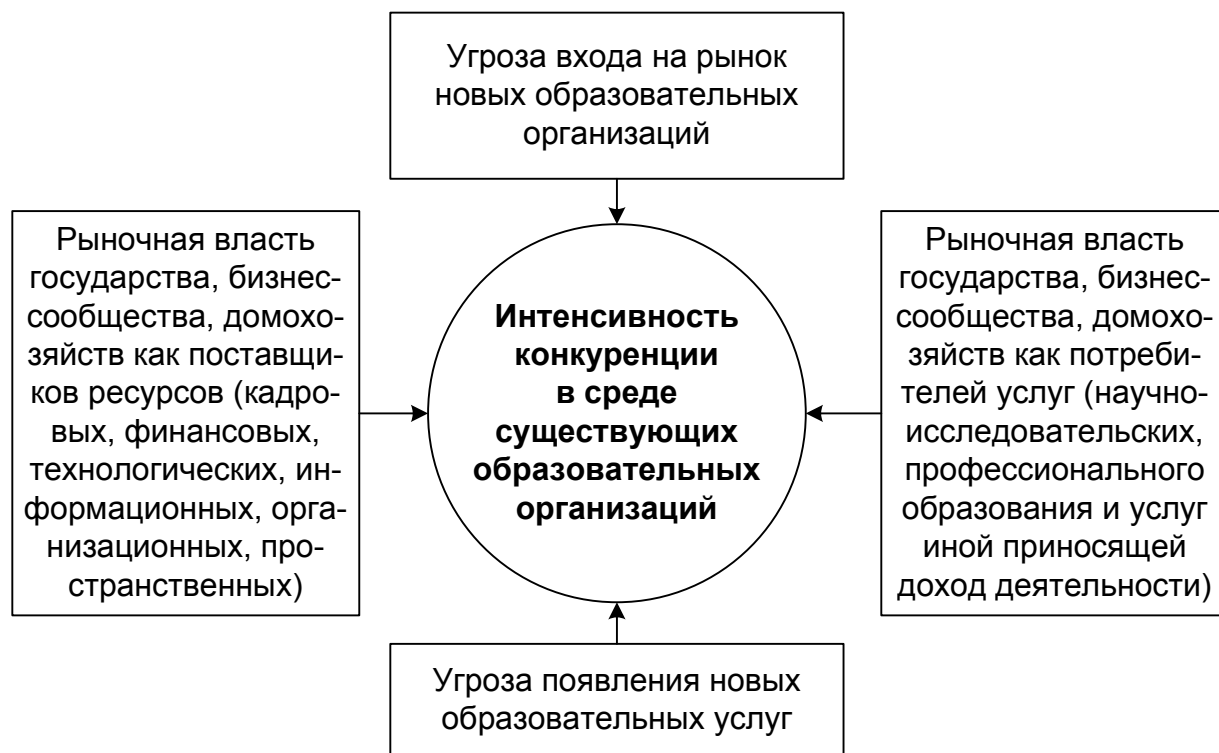 Угроза входа на рынок
новых образовательных
организаций
Рыночная власть
государства, бизнес-
сообщества, домохо-
зяйств как поставщи-
ков ресурсов (кадро-
вых, финансовых,
технологических, ин-
формационных, орга-
низационных, про-
странственных)
Интенсивность
конкуренции
в среде
существующих
образовательных
организаций
Рыночная власть
государства, бизнес-
сообщества, домохо-
зяйств как потреби-
телей услуг (научно-
исследовательских,
профессионального
образования и услуг
иной приносящей
доход деятельности)
Угроза появления новых
образовательных услуг